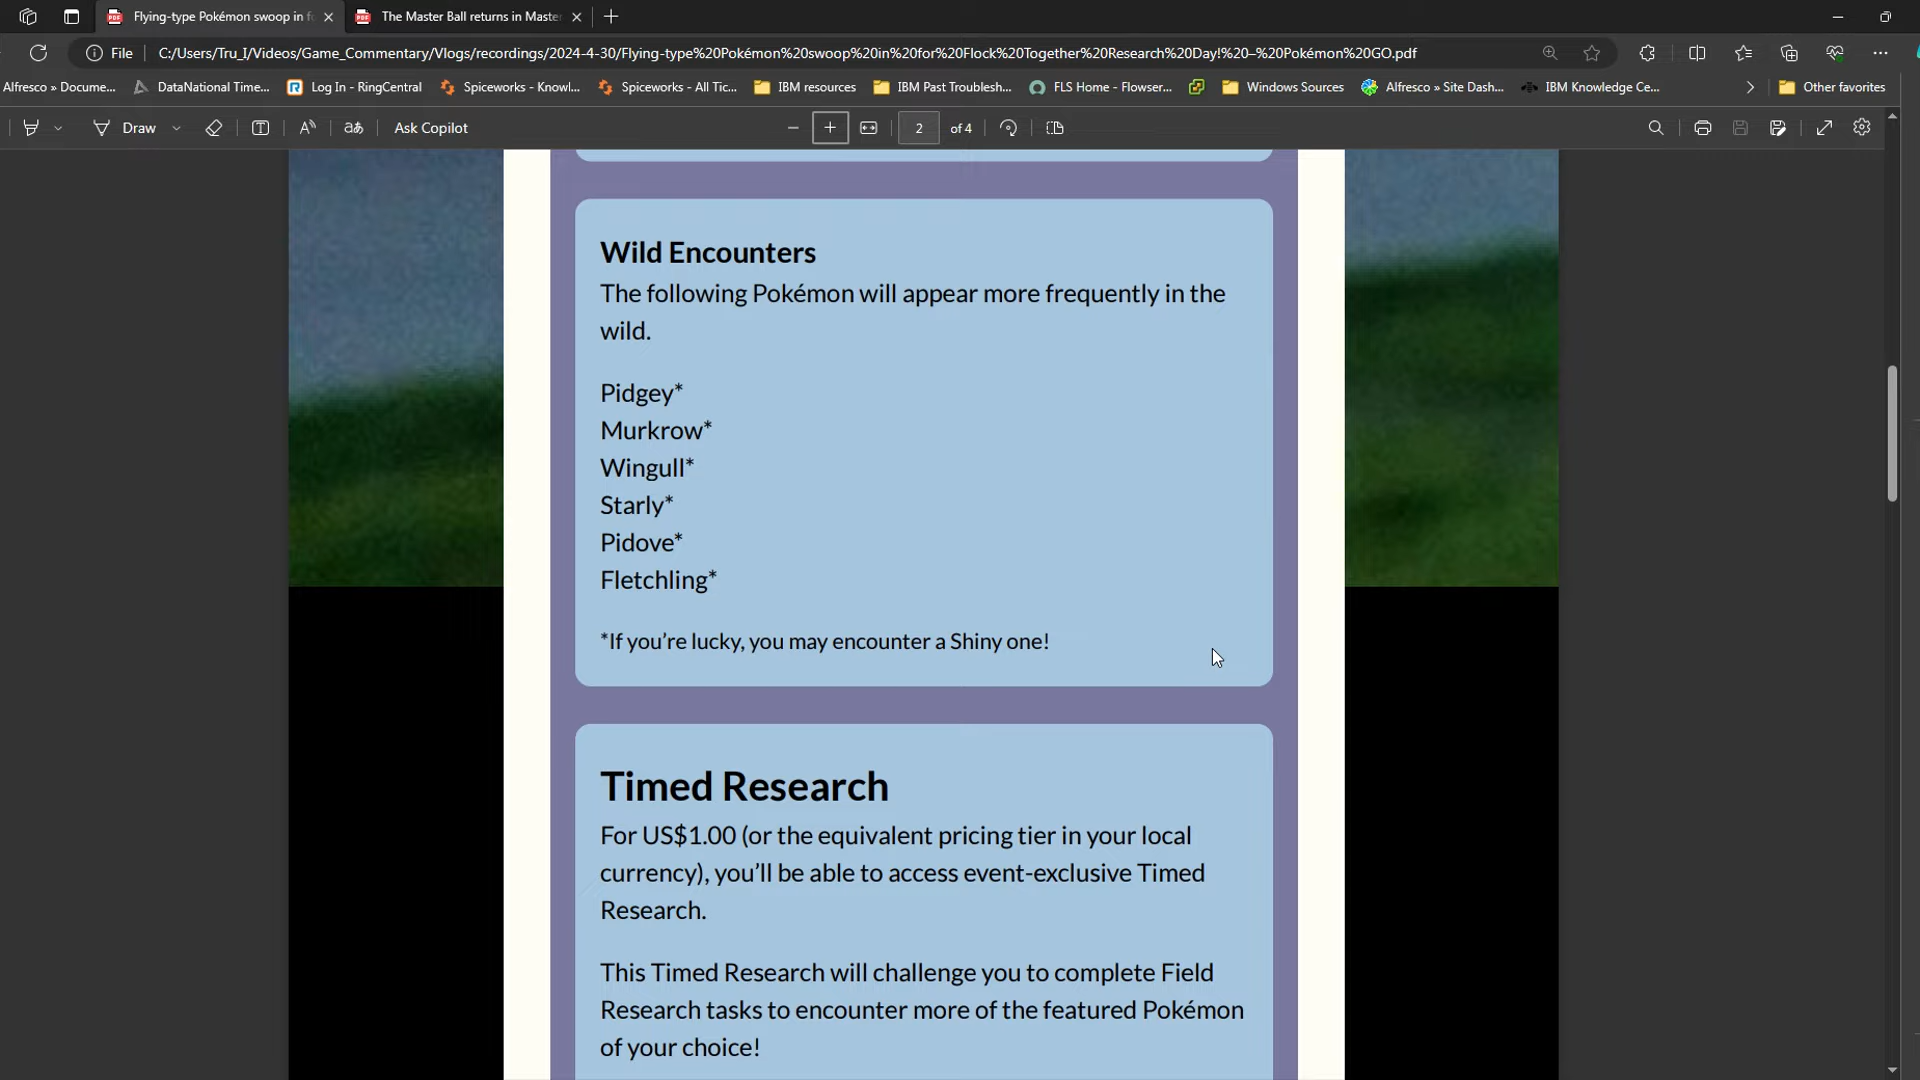 Flying-type Pokémon swoop in f
The Master Ball returns in Maste
File
C:/Users/Tru_I/Videos/Game_Commentary/Vlogs/recordings/2024-4-30/Flying-type%20Pokémon%20swoop%20in%20for%20Flock%20Together%20Research%20Day!%20–%20Pokémon%20GO.pdf
Alfresco » Docume...
DataNational Time...
Log In - RingCentral
Spiceworks - Knowl...
Spiceworks - All Tic...
IBM resources
IBM Past Troublesh...
FLS Home - Flowser...
Windows Sources
Alfresco » Site Dash...
IBM Knowledge Ce...
Other favorites
Draw
Ask Copilot
2 of 4
Wild Encounters
The following Pokémon will appear more frequently in the
wild.
Pidgey*
Murkrow*
Wingull*
Starly*
Pidove*
Fletchling*
*If you’re lucky, you may encounter a Shiny one!
Timed Research
For US$1.00 (or the equivalent pricing tier in your local
currency), you’ll be able to access event-exclusive Timed
Research.
This Timed Research will challenge you to complete Field
Research tasks to encounter more of the featured Pokémon
of your choice!